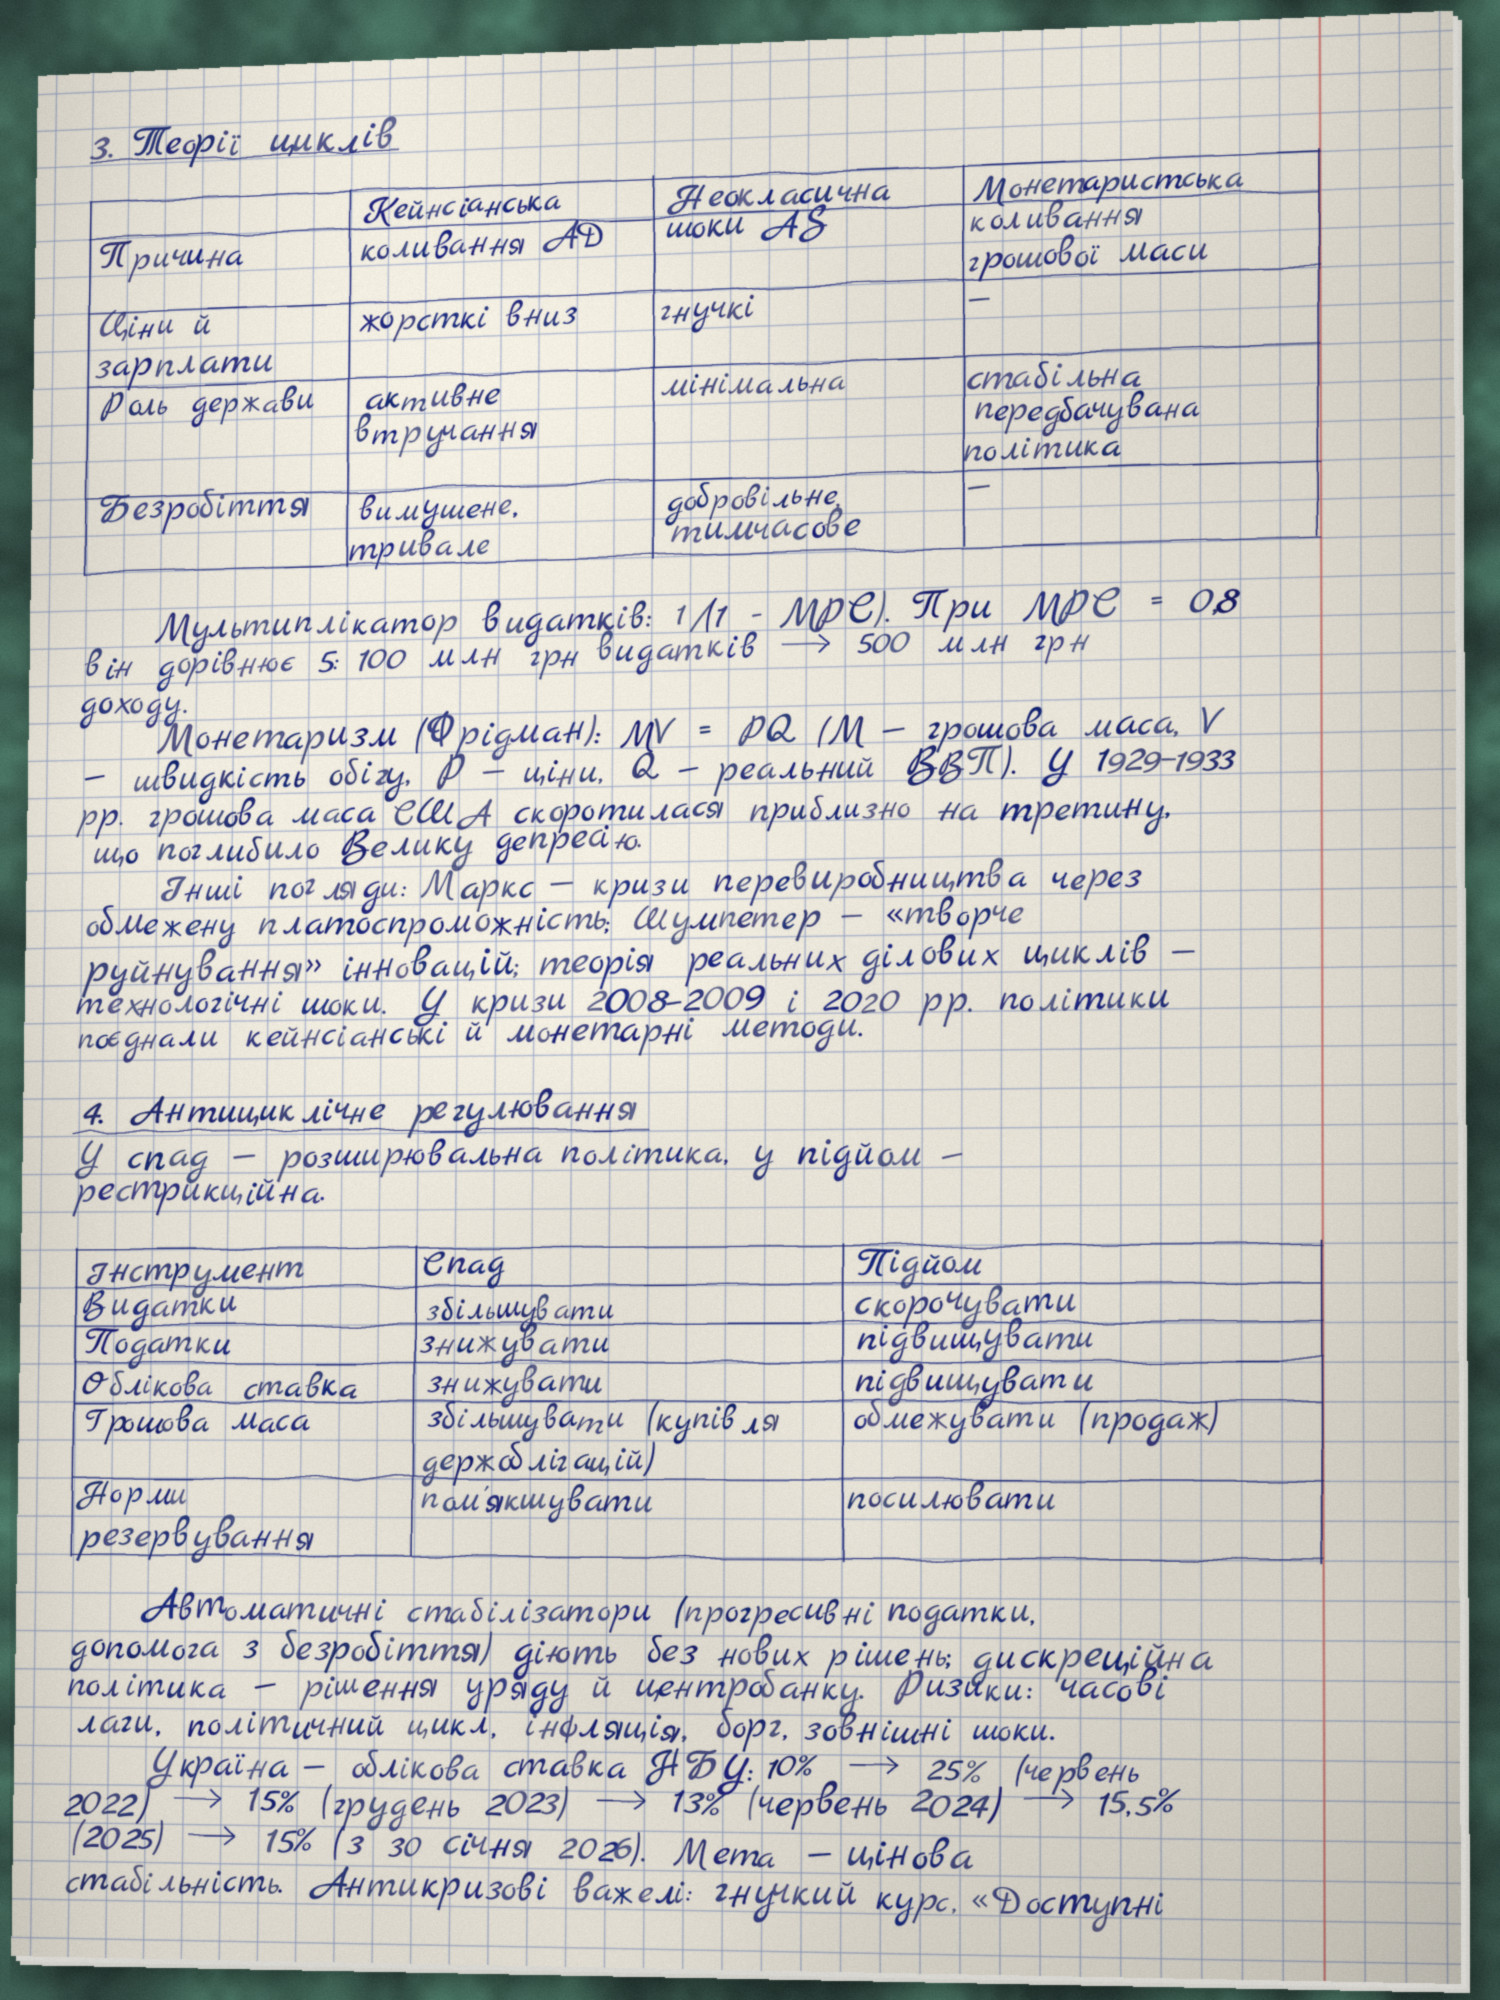 3. Теорії циклів
Кейнсіанська Неокласична Монетаристська
Причина коливання AD шоки AS коливання
грошової маси
Ціни й жорсткі вниз гнучкі —
зарплати
Роль держави активне мінімальна стабільна
втручання передбачувана
політика
Безробіття вимушене, добровільне, —
тривале тимчасове
Мультиплікатор видатків: 1/(1 - MPC). При MPC = 0,8
він дорівнює 5: 100 млн грн видатків → 500 млн грн
доходу.
Монетаризм (Фрідман): MV = PQ (M — грошова маса, V
— швидкість обігу, P — ціни, Q — реальний ВВП). У 1929–1933
рр. грошова маса США скоротилася приблизно на третину,
що поглибило Велику депресію.
Інші погляди: Маркс — кризи перевиробництва через
обмежену платоспроможність; Шумпетер — «творче
руйнування» інновацій; теорія реальних ділових циклів —
технологічні шоки. У кризи 2008–2009 і 2020 рр. політики
поєднали кейнсіанські й монетарні методи.
4. Антициклічне регулювання
У спад — розширювальна політика, у підйом —
рестрикційна.
Інструмент Спад Підйом
Видатки збільшувати скорочувати
Податки знижувати підвищувати
Облікова ставка знижувати підвищувати
Грошова маса збільшувати (купівля обмежувати (продаж)
держоблігацій)
Норми пом'якшувати посилювати
резервування
Автоматичні стабілізатори (прогресивні податки,
допомога з безробіття) діють без нових рішень; дискреційна
політика — рішення уряду й центробанку. Ризики: часові
лаги, політичний цикл, інфляція, борг, зовнішні шоки.
Україна — облікова ставка НБУ: 10% → 25% (червень
2022) → 15% (грудень 2023) → 13% (червень 2024) → 15,5%
(2025) → 15% (з 30 січня 2026). Мета — цінова
стабільність. Антикризові важелі: гнучкий курс, «Доступні